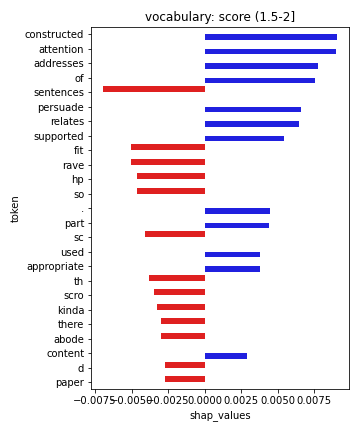 vocabulary: score (1.5-2]
constructed
attention
addresses
of
sentences
persuade
relates
supported
fit
rave
hp
so
.
part
sc
used
appropriate
th
scro
kinda
there
abode
content
d
paper
token
−0.0075 −0.0050 −0.0025 0.0000 0.0025 0.0050 0.0075
shap_values